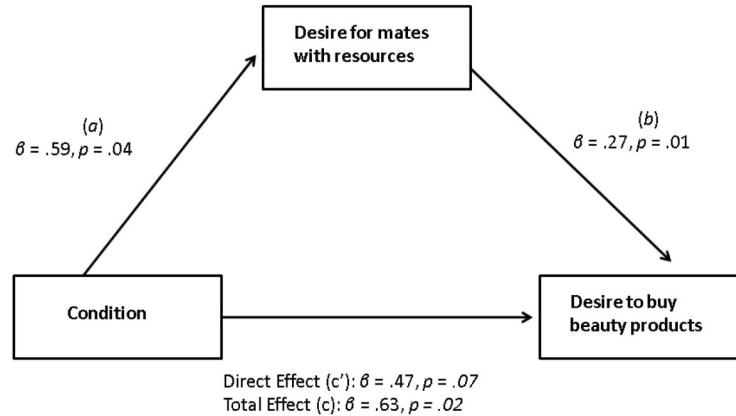 Desire for mates
with resources
(a)
ϐ = .59, p = .04
(b)
ϐ = .27, p = .01
Condition
Desire to buy
beauty products
Direct Effect (c’): ϐ = .47, p = .07
Total Effect (c): ϐ = .63, p = .02